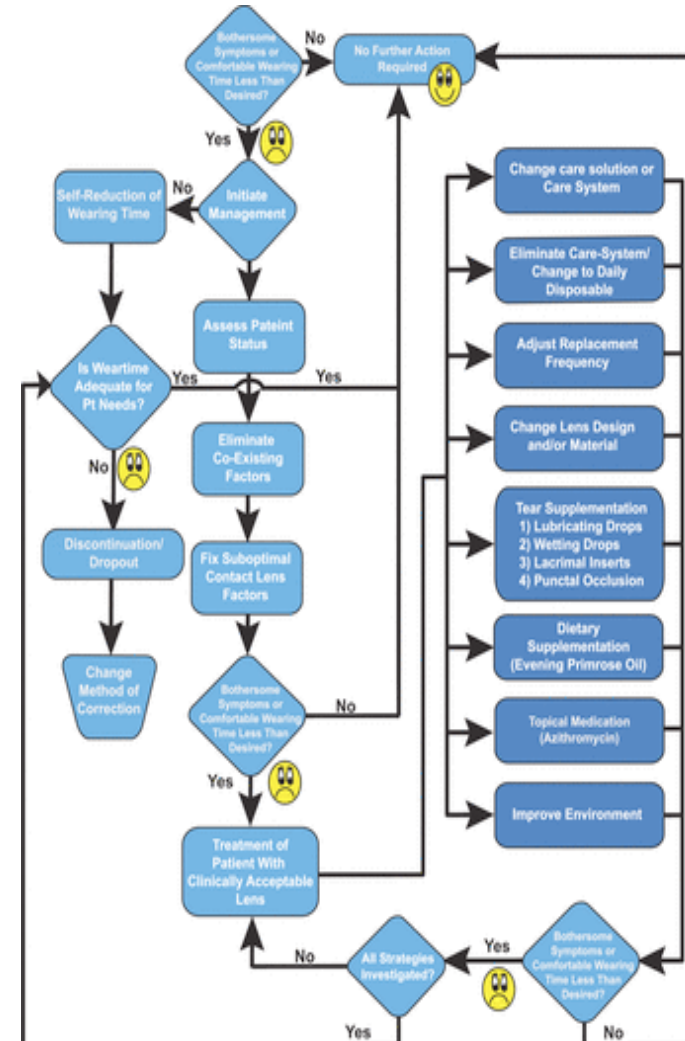 Bothersome
Symptoms or
Comfortable Wearing
Time Less Than
Desired?
No
No Further Action
Required
Yes
Self-Reduction of
Wearing Time
No
Initiate
Management
Change care solution or
Care System
Eliminate Care-System/
Change to Daily
Disposable
Assess Pateint
Status
Is Weartime
Adequate for
Pt Needs?
Yes
Yes
Adjust Replacement
Frequency
Eliminate
Co-Existing
Factors
Change Lens Design
and/or Material
No
Discontinuation/
Dropout
Fix Suboptimal
Contact Lens
Factors
Tear Supplementation
1) Lubricating Drops
2) Wetting Drops
3) Lacrimal Inserts
4) Punctal Occlusion
Change
Method of
Correction
Bothersome
Symptoms or
Comfortable Wearing
Time Less Than
Desired?
No
Dietary
Supplementation
(Evening Primrose Oil)
Topical Medication
(Azithromycin)
Yes
Improve Environment
Treatment of
Patient With
Clinically Acceptable
Lens
No
All Strategies
Investigated?
Yes
Bothersome
Symptoms or
Comfortable Wearing
Time Less Than
Desired?
Yes
No